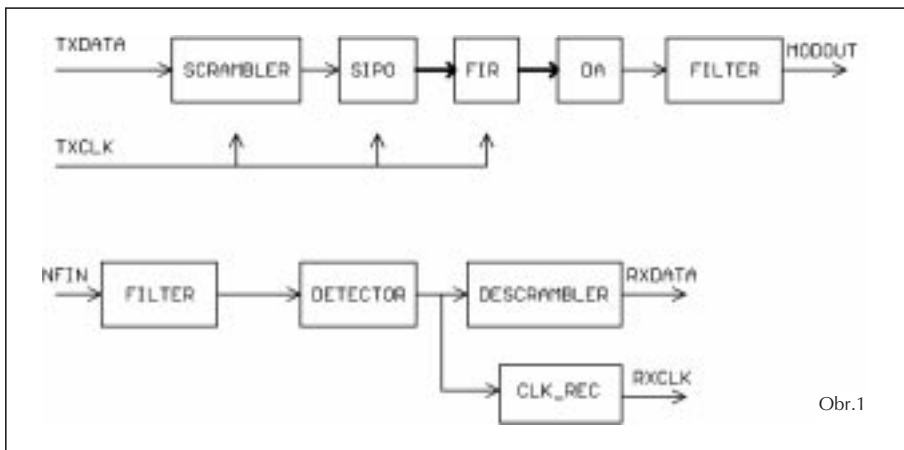 TXDATA
SCRAMBLER
SIPO
FIR
DA
FILTER
MODOUT
TXCLK
NFIN
FILTER
DETECTOR
DESCRAMBLER
RXDATA
CLK_REC
RXCLK
Obr.1